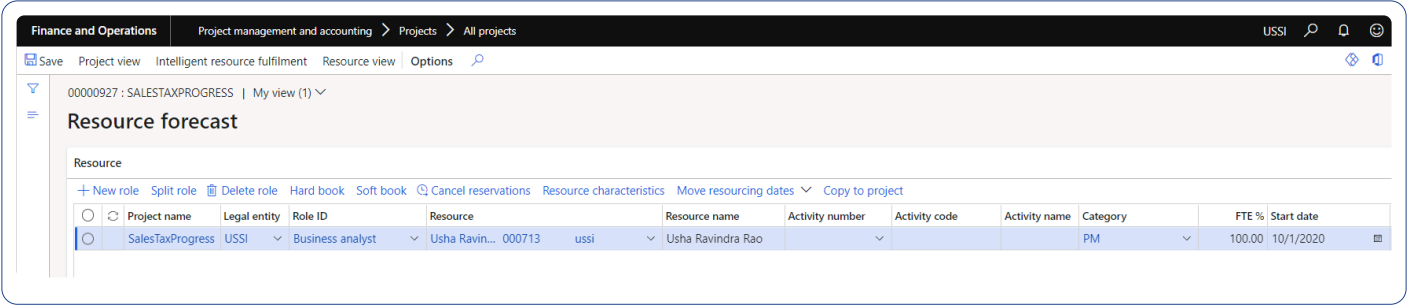 Finance and Operations Project management and accounting > Projects > All projects USSI
Save Project view Intelligent resource fulfilment Resource view Options
00000927 : SALESTAXPROGRESS | My view (1)
Resource forecast
Resource
New role Split role Delete role Hard book Soft book Cancel reservations Resource characteristics Move resourcing dates Copy to project
Project name Legal entity Role ID Resource Resource name Activity number Activity code Activity name Category FTE % Start date
SalesTaxProgress USSI Business analyst Usha Ravin... 000713 ussi Usha Ravindra Rao PM 100.00 10/1/2020